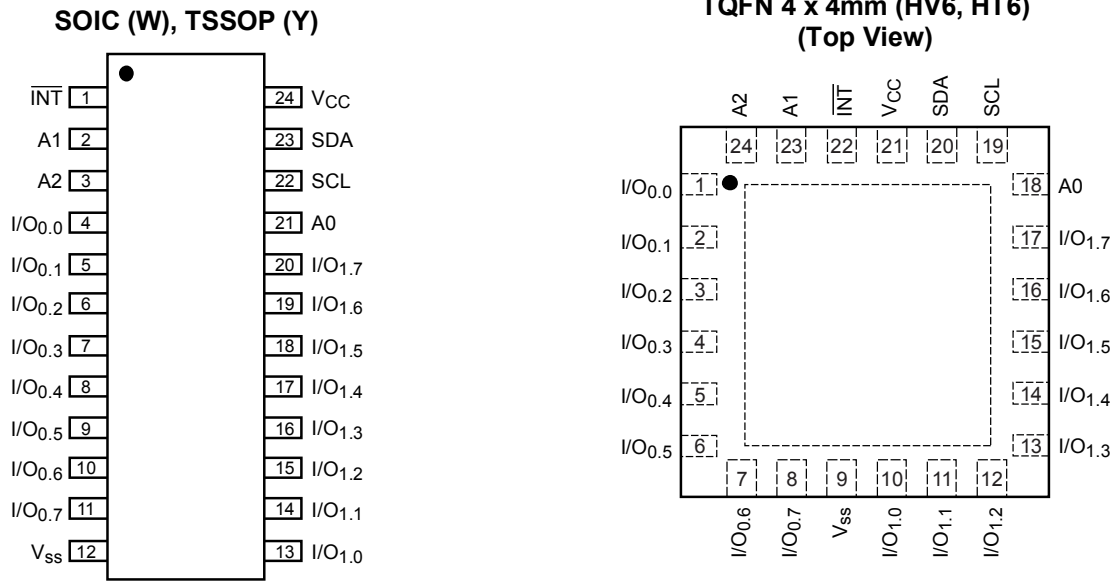 SOIC (W), TSSOP (Y)
INT 1
A1 2
A2 3
I/O0.0 4
I/O0.1 5
I/O0.2 6
I/O0.3 7
I/O0.4 8
I/O0.5 9
I/O0.6 10
I/O0.7 11
VSS 12
24 VCC
23 SDA
22 SCL
21 A0
20 I/O1.7
19 I/O1.6
18 I/O1.5
17 I/O1.4
16 I/O1.3
15 I/O1.2
14 I/O1.1
13 I/O1.0
TQFN 4 x 4mm (HV6, HT6)
(Top View)
A2 A1 INT VCC SDA SCL
24 23 22 21 20 19
I/O0.0 1
I/O0.1 2
I/O0.2 3
I/O0.3 4
I/O0.4 5
I/O0.5 6
18 A0
17 I/O1.7
16 I/O1.6
15 I/O1.5
14 I/O1.4
13 I/O1.3
7 8 9 10 11 12
I/O0.6 I/O0.7 Vss I/O1.0 I/O1.1 I/O1.2